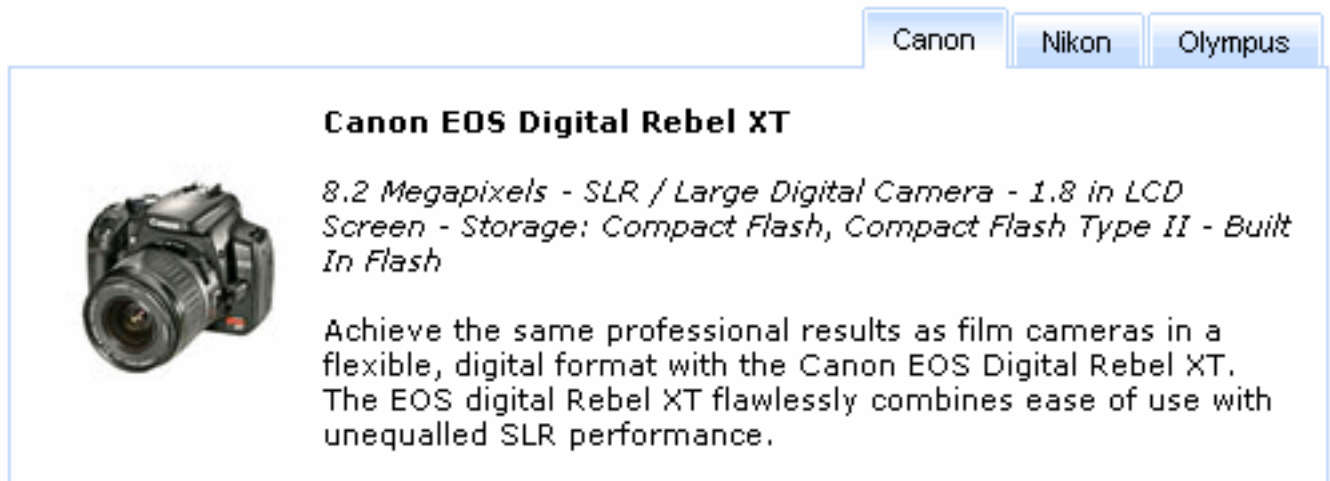 Canon Nikon Olympus
Canon EOS Digital Rebel XT
8.2 Megapixels - SLR / Large Digital Camera - 1.8 in LCD
Screen - Storage: Compact Flash, Compact Flash Type II - Built
In Flash
Achieve the same professional results as film cameras in a
flexible, digital format with the Canon EOS Digital Rebel XT.
The EOS digital Rebel XT flawlessly combines ease of use with
unequalled SLR performance.